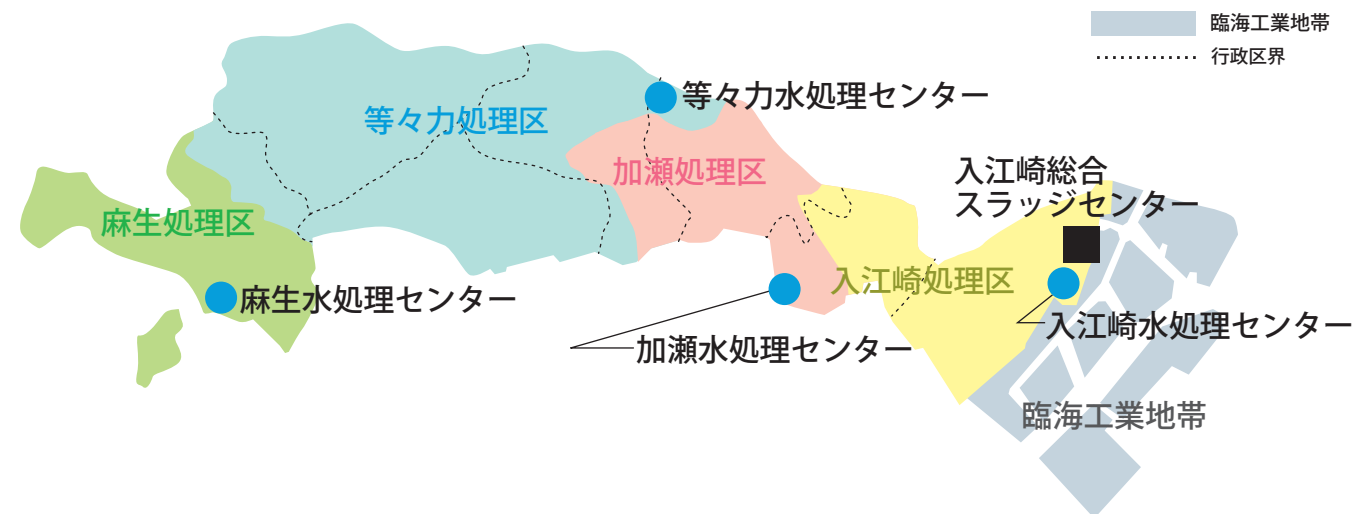 臨海工業地帯
行政区界
等々力水処理センター
等々力処理区
加瀬処理区
入江崎総合
スラッジセンター
麻生処理区
入江崎処理区
麻生水処理センター
入江崎水処理センター
加瀬水処理センター
臨海工業地帯